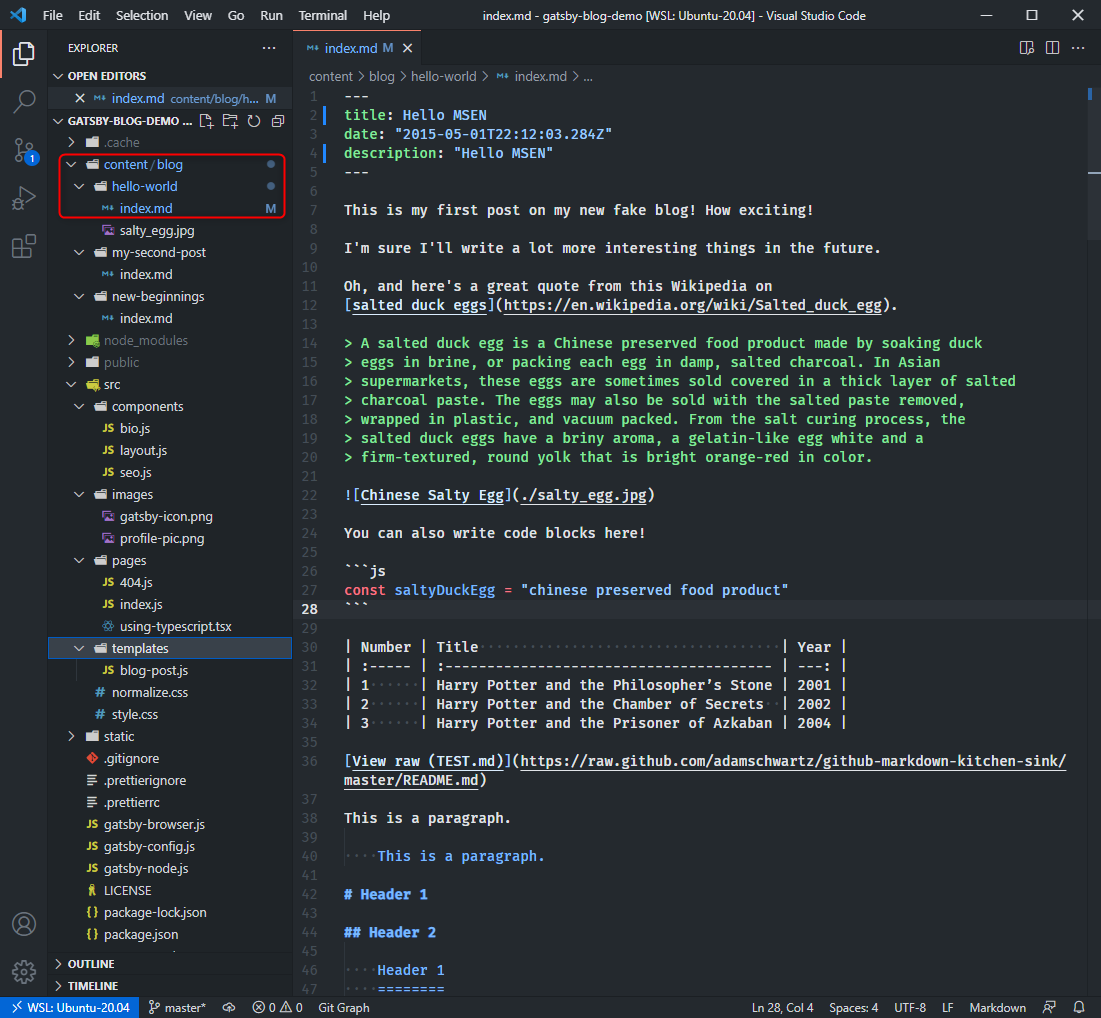 File Edit Selection View Go Run Terminal Help index.md - gatsby-blog-demo [WSL: Ubuntu-20.04] - Visual Studio Code
EXPLORER
OPEN EDITORS
index.md content/blog/h... M
GATSBY-BLOG-DEMO ...
.cache
content / blog
hello-world
index.md M
salty_egg.jpg
my-second-post
index.md
new-beginnings
index.md
node_modules
public
src
components
JS bio.js
JS layout.js
JS seo.js
images
gatsby-icon.png
profile-pic.png
pages
JS 404.js
JS index.js
using-typescript.tsx
templates
JS blog-post.js
# normalize.css
# style.css
static
.gitignore
.prettierignore
.prettierrc
JS gatsby-browser.js
JS gatsby-config.js
JS gatsby-node.js
LICENSE
{} package-lock.json
{} package.json
OUTLINE
TIMELINE
1
index.md M
content > blog > hello-world > index.md > ...
1 ---
2 title: Hello MSEN
3 date: "2015-05-01T22:12:03.284Z"
4 description: "Hello MSEN"
5 ---
6
7 This is my first post on my new fake blog! How exciting!
8
9 I'm sure I'll write a lot more interesting things in the future.
10
11 Oh, and here's a great quote from this Wikipedia on
12 [salted duck eggs](https://en.wikipedia.org/wiki/Salted_duck_egg).
13
14 > A salted duck egg is a Chinese preserved food product made by soaking duck
15 > eggs in brine, or packing each egg in damp, salted charcoal. In Asian
16 > supermarkets, these eggs are sometimes sold covered in a thick layer of salted
17 > charcoal paste. The eggs may also be sold with the salted paste removed,
18 > wrapped in plastic, and vacuum packed. From the salt curing process, the
19 > salted duck eggs have a briny aroma, a gelatin-like egg white and a
20 > firm-textured, round yolk that is bright orange-red in color.
21
22 ![Chinese Salty Egg](./salty_egg.jpg)
23
24 You can also write code blocks here!
25
26 ```js
27 const saltyDuckEgg = "chinese preserved food product"
28 ```
29
30 | Number | Title                                    | Year |
31 | :----- | :--------------------------------------- | ---: |
32 | 1      | Harry Potter and the Philosopher’s Stone | 2001 |
33 | 2      | Harry Potter and the Chamber of Secrets  | 2002 |
34 | 3      | Harry Potter and the Prisoner of Azkaban | 2004 |
35
36 [View raw (TEST.md)](https://raw.github.com/adamschwartz/github-markdown-kitchen-sink/
master/README.md)
37
38 This is a paragraph.
39
40     This is a paragraph.
41
42 # Header 1
43
44 ## Header 2
45
46     Header 1
47     ========
WSL: Ubuntu-20.04 master* 0 0 Git Graph Ln 28, Col 4 Spaces: 4 UTF-8 LF Markdown